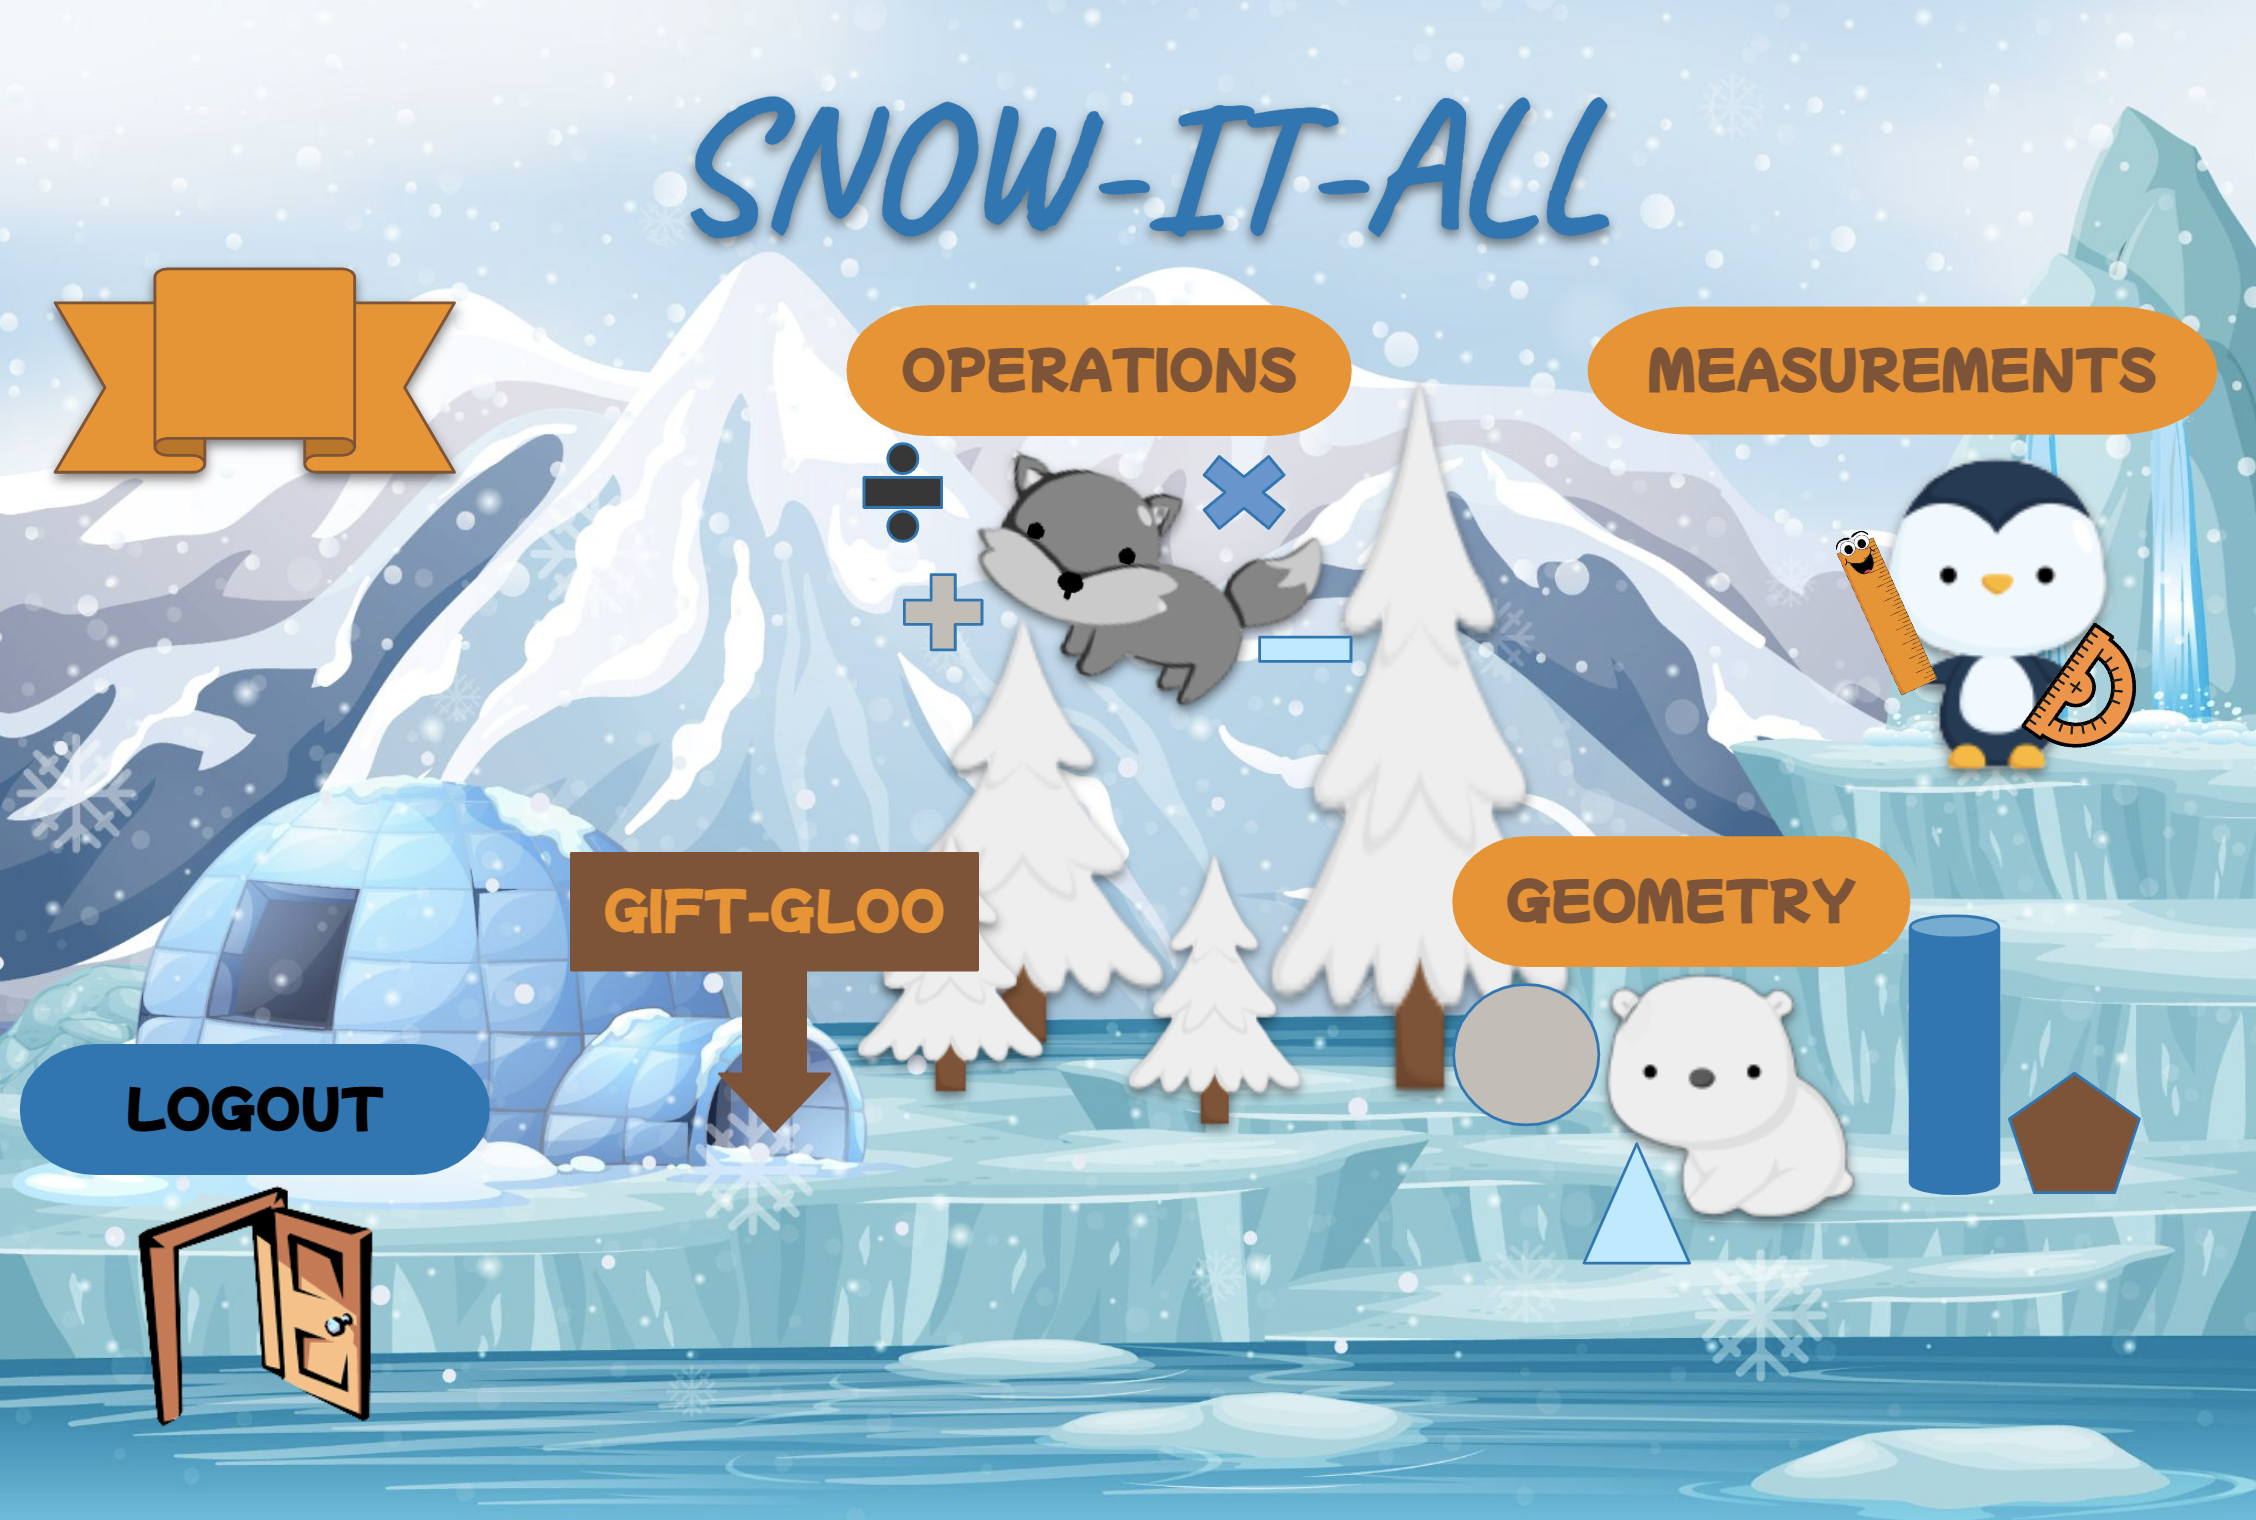 SNOW-IT-ALL
OPERATIONS
MEASUREMENTS
GIFT-GLOO
GEOMETRY
LOGOUT